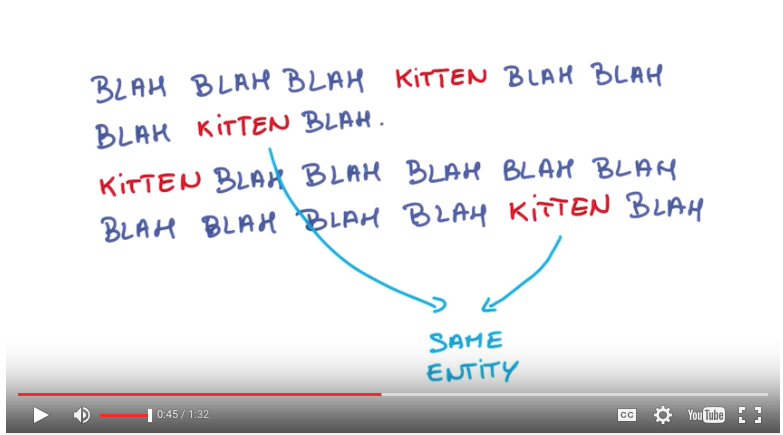 BLAH BLAH BLAH KiTTEN BLAH BLAH
BLAH KiTTEN BLAH.
KiTTEN BLAH BLAH BLAH BLAH BLAH
BLAH BLAH BLAH BLAH KiTTEN BLAH
SAME
ENTiTY
0:45 / 1:32
CC
YouTube